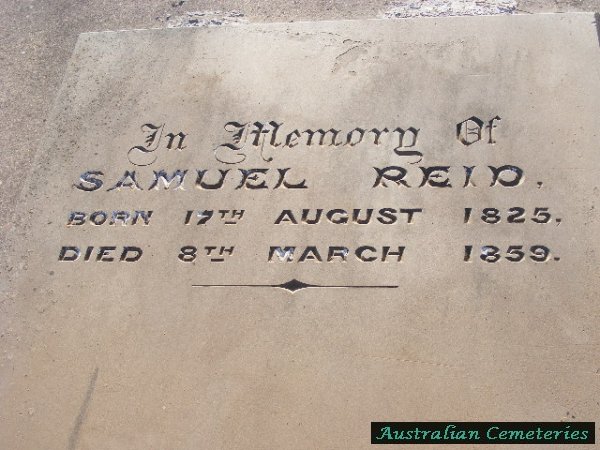 In Memory Of
SAMUEL REID.
BORN 17TH AUGUST 1825.
DIED 8TH MARCH 1859.
Australian Cemeteries